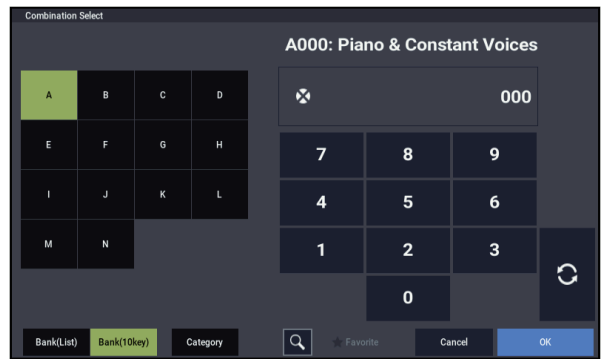 Combination Select
A000: Piano & Constant Voices
A B C D
000
E F G H
7 8 9
I J K L
4 5 6
M N
1 2 3
0
Bank(List) Bank(10key) Category Favorite Cancel OK